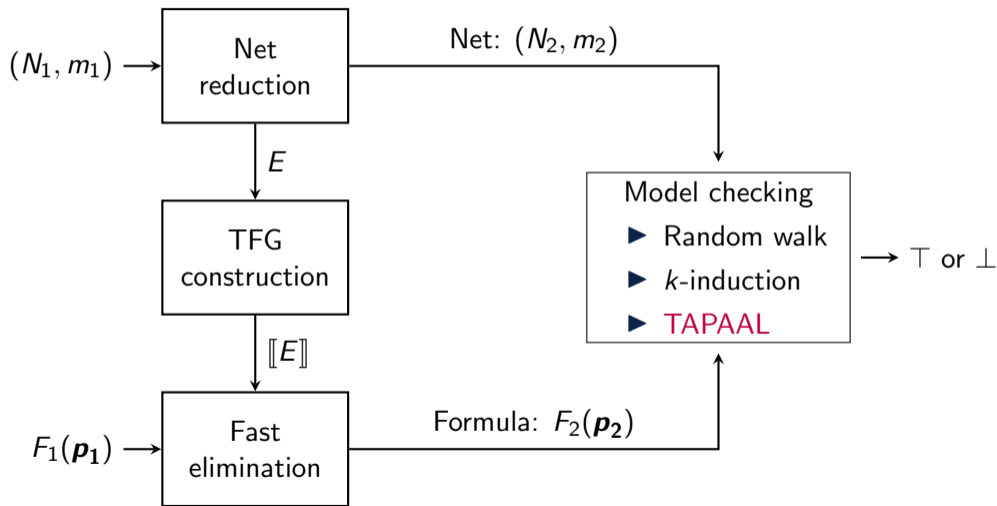 (N₁, m₁)
Net
reduction
Net: (N₂, m₂)
E
TFG
construction
⟦E⟧
F₁(p₁)
Fast
elimination
Formula: F₂(p₂)
Model checking
▶ Random walk
▶ k-induction
▶ TAPAAL
⊤ or ⊥